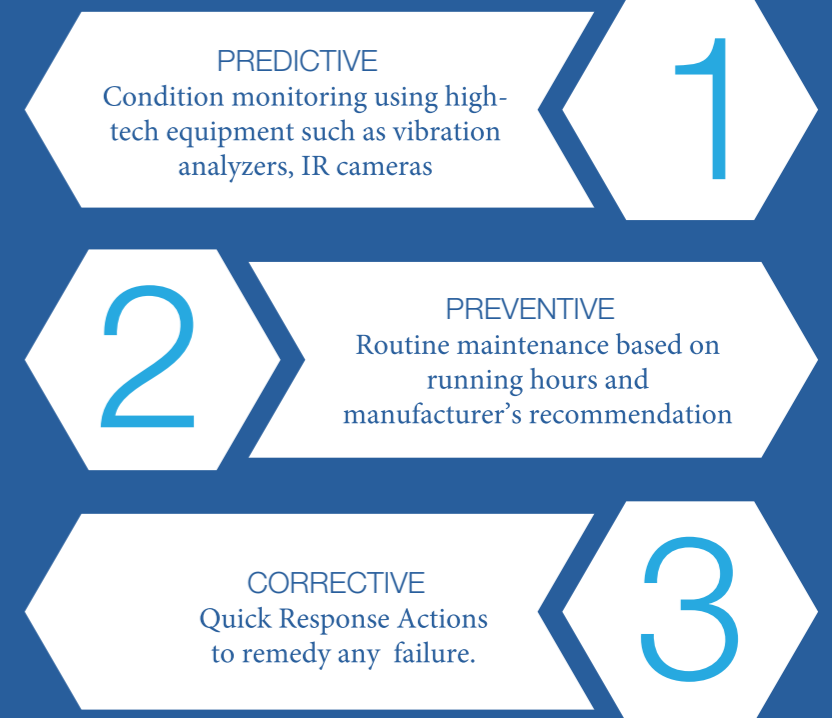 PREDICTIVE
Condition monitoring using high-
tech equipment such as vibration
analyzers, IR cameras
1
2
PREVENTIVE
Routine maintenance based on
running hours and
manufacturer’s recommendation
CORRECTIVE
Quick Response Actions
to remedy any  failure.
3